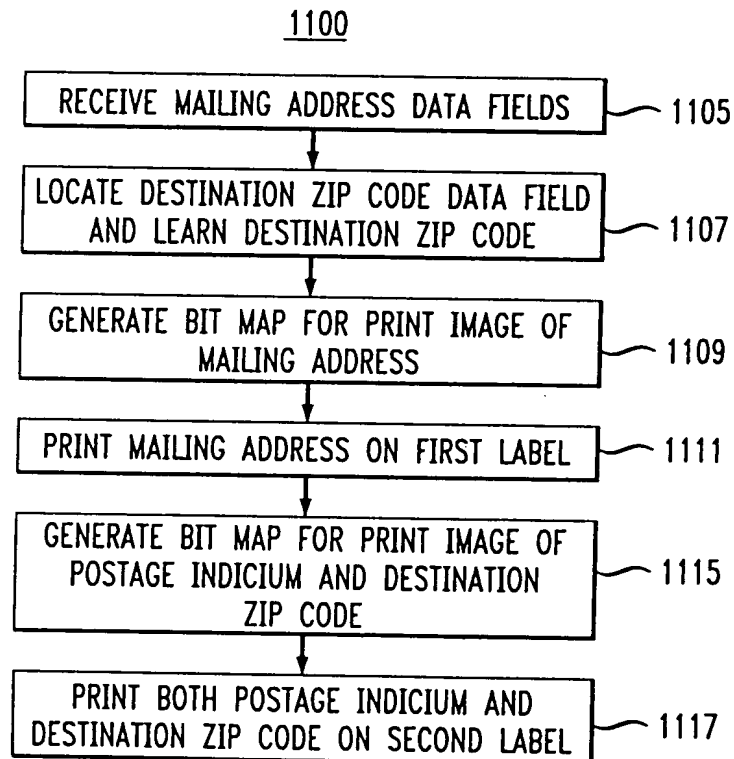 1100
RECEIVE MAILING ADDRESS DATA FIELDS
1105
LOCATE DESTINATION ZIP CODE DATA FIELD
AND LEARN DESTINATION ZIP CODE
1107
GENERATE BIT MAP FOR PRINT IMAGE OF
MAILING ADDRESS
1109
PRINT MAILING ADDRESS ON FIRST LABEL
1111
GENERATE BIT MAP FOR PRINT IMAGE OF
POSTAGE INDICIUM AND DESTINATION
ZIP CODE
1115
PRINT BOTH POSTAGE INDICIUM AND
DESTINATION ZIP CODE ON SECOND LABEL
1117